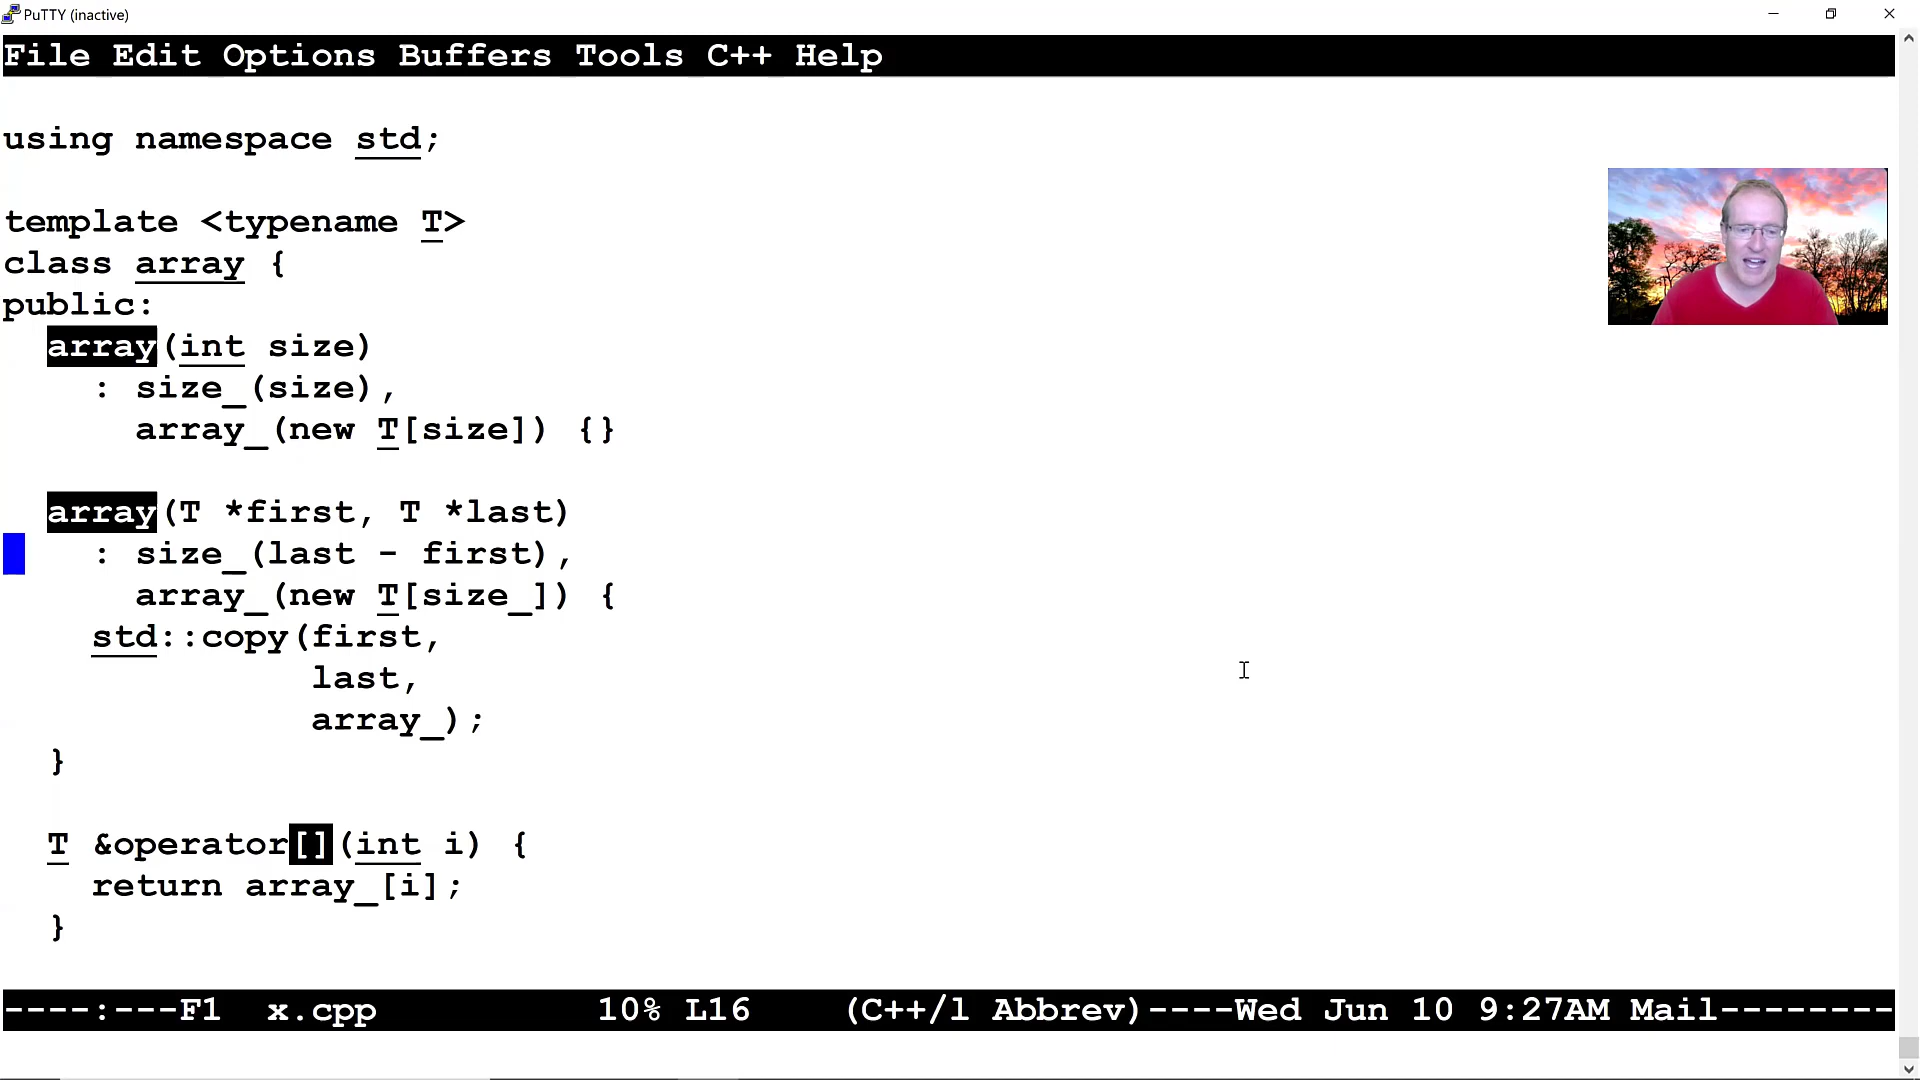 PuTTY (inactive)
File Edit Options Buffers Tools C++ Help
using namespace std;
template <typename T>
class array {
public:
  array(int size)
    : size_(size),
      array_(new T[size]) {}
  array(T *first, T *last)
    : size_(last - first),
      array_(new T[size_]) {
    std::copy(first,
              last,
              array_);
  }
  T &operator[](int i) {
    return array_[i];
  }
----:---F1  x.cpp          10% L16    (C++/l Abbrev)----Wed Jun 10 9:27AM Mail--------